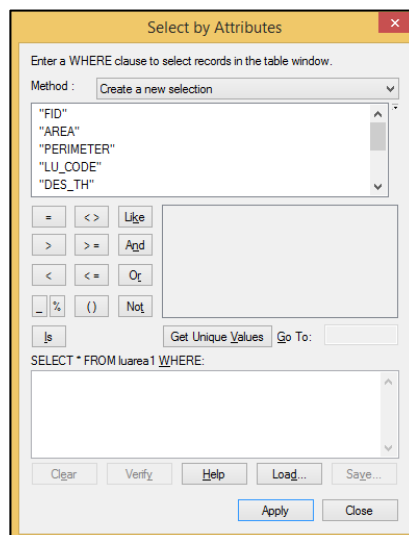 Select by Attributes
Enter a WHERE clause to select records in the table window.
Method : Create a new selection
"FID"
"AREA"
"PERIMETER"
"LU_CODE"
"DES_TH"
= < > Like
> > = And
< < = Or
_ % () Not
Is Get Unique Values Go To:
SELECT * FROM luarea1 WHERE:
Clear Verify Help Load... Save...
Apply Close